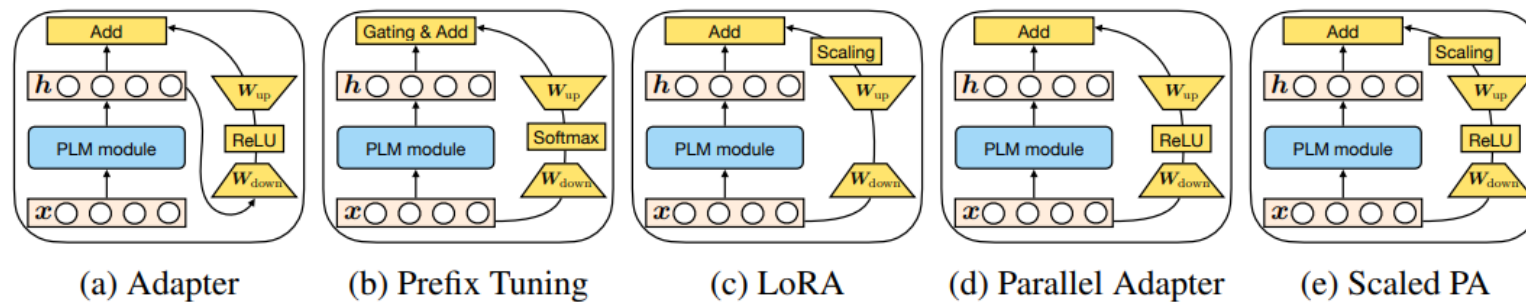 Add
h
W_up
PLM module
ReLU
W_down
x
(a) Adapter
Gating & Add
h
W_up
PLM module
Softmax
W_down
x
(b) Prefix Tuning
Add
Scaling
h
W_up
PLM module
W_down
x
(c) LoRA
Add
h
W_up
PLM module
ReLU
W_down
x
(d) Parallel Adapter
Add
Scaling
h
W_up
PLM module
ReLU
W_down
x
(e) Scaled PA